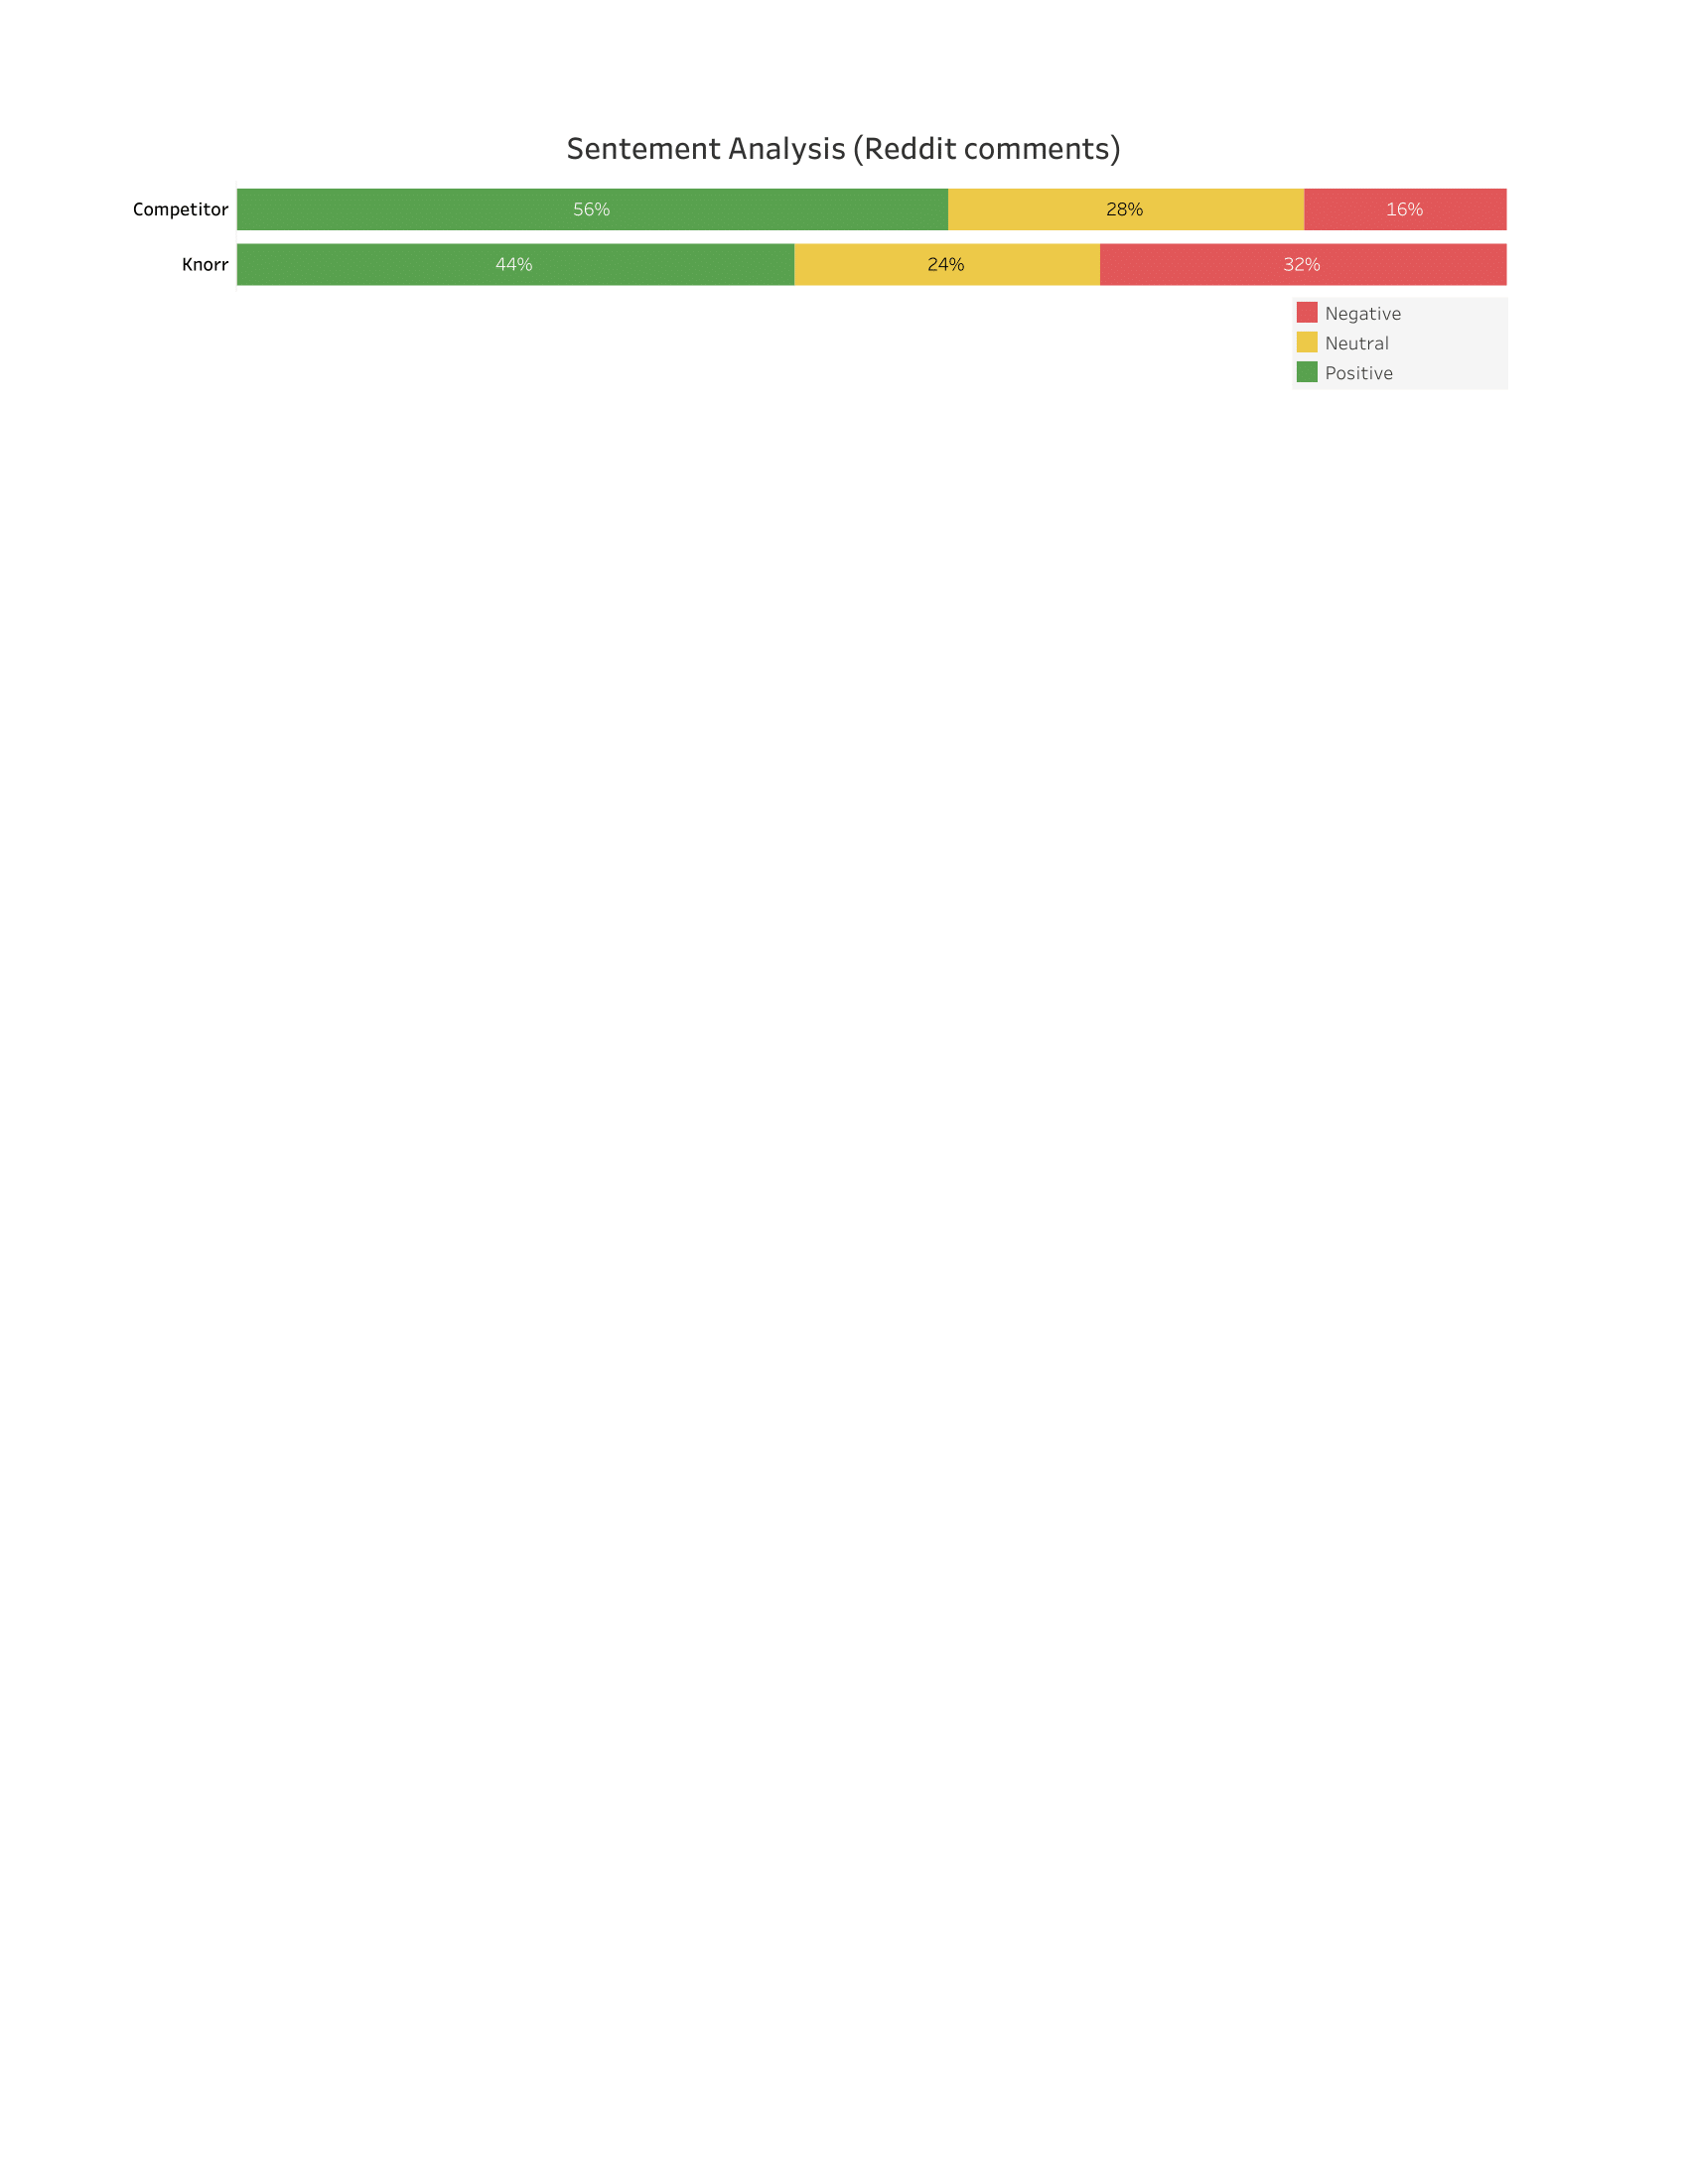 Sentement Analysis (Reddit comments)
Competitor 56% 28% 16%
Knorr 44% 24% 32%
Negative
Neutral
Positive